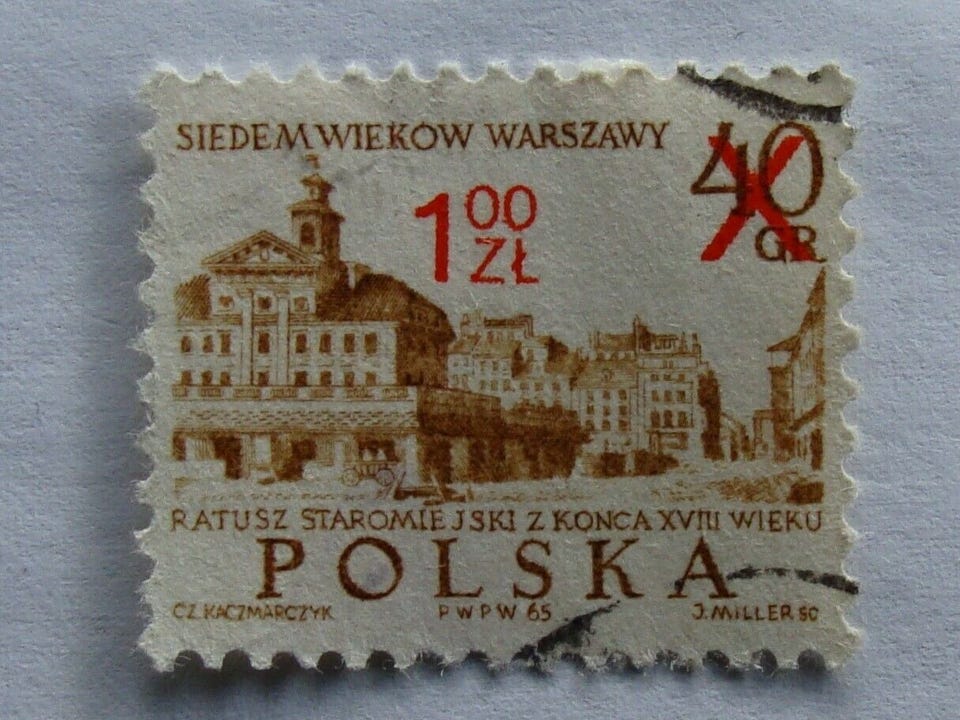 SIEDEM WIEKÓW WARSZAWY
40
GR
1 00
ZŁ
RATUSZ STAROMIEJSKI Z KOŃCA XVIII WIEKU
POLSKA
CZ. KACZMARCZYK PWPW 65 J. MILLER SC